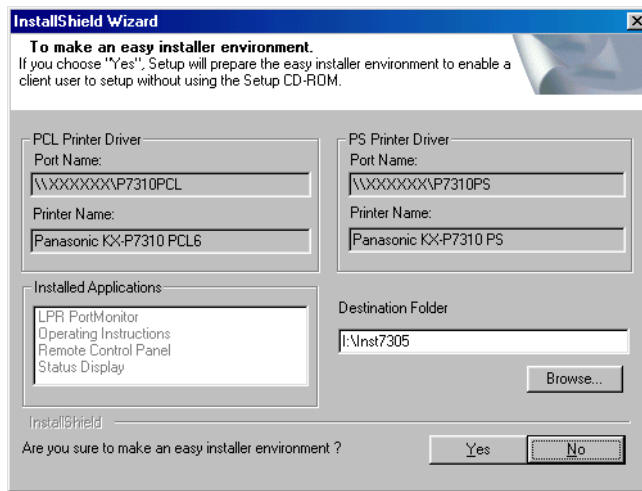 InstallShield Wizard
To make an easy installer environment.
If you choose "Yes", Setup will prepare the easy installer environment to enable a
client user to setup without using the Setup CD-ROM.
PCL Printer Driver
Port Name:
\\XXXXXX\P7310PCL
Printer Name:
Panasonic KX-P7310 PCL6
PS Printer Driver
Port Name:
\\XXXXXX\P7310PS
Printer Name:
Panasonic KX-P7310 PS
Installed Applications
LPR PortMonitor
Operating Instructions
Remote Control Panel
Status Display
Destination Folder
I:\Inst7305
Browse...
InstallShield
Are you sure to make an easy installer environment ?
Yes
No